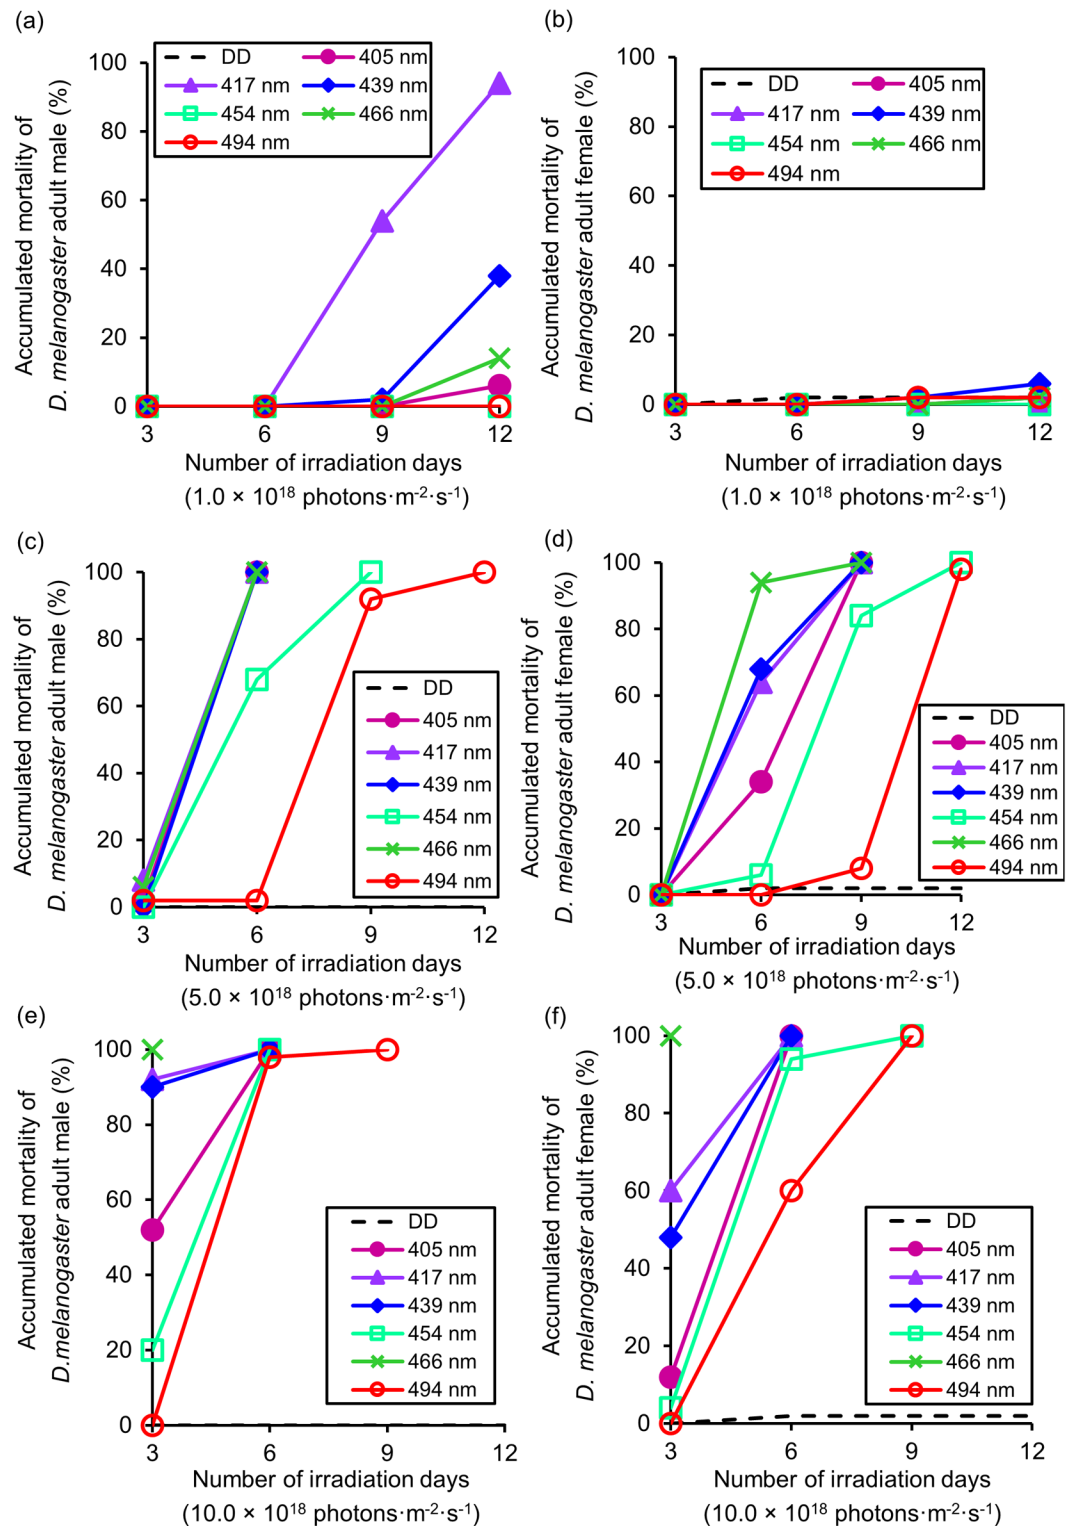 (a)
Accumulated mortality of
D. melanogaster adult male (%)
100
80
60
40
20
0
DD
405 nm
417 nm
439 nm
454 nm
466 nm
494 nm
3
6
9
12
Number of irradiation days
(1.0 × 10¹⁸ photons·m⁻²·s⁻¹)
(b)
Accumulated mortality of
D. melanogaster adult female (%)
100
80
60
40
20
0
DD
405 nm
417 nm
439 nm
454 nm
466 nm
494 nm
3
6
9
12
Number of irradiation days
(1.0 × 10¹⁸ photons·m⁻²·s⁻¹)
(c)
Accumulated mortality of
D. melanogaster adult male (%)
100
80
60
40
20
0
DD
405 nm
417 nm
439 nm
454 nm
466 nm
494 nm
3
6
9
12
Number of irradiation days
(5.0 × 10¹⁸ photons·m⁻²·s⁻¹)
(d)
Accumulated mortality of
D. melanogaster adult female (%)
100
80
60
40
20
0
DD
405 nm
417 nm
439 nm
454 nm
466 nm
494 nm
3
6
9
12
Number of irradiation days
(5.0 × 10¹⁸ photons·m⁻²·s⁻¹)
(e)
Accumulated mortality of
D.melanogaster adult male (%)
100
80
60
40
20
0
DD
405 nm
417 nm
439 nm
454 nm
466 nm
494 nm
3
6
9
12
Number of irradiation days
(10.0 × 10¹⁸ photons·m⁻²·s⁻¹)
(f)
Accumulated mortality of
D. melanogaster adult female (%)
100
80
60
40
20
0
DD
405 nm
417 nm
439 nm
454 nm
466 nm
494 nm
3
6
9
12
Number of irradiation days
(10.0 × 10¹⁸ photons·m⁻²·s⁻¹)